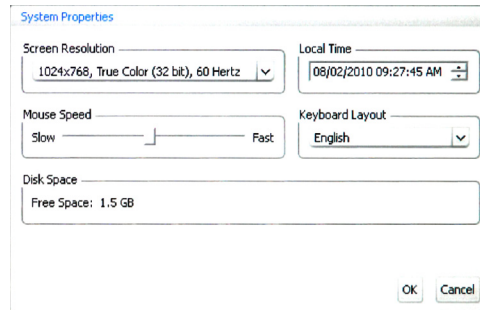 System Properties
Screen Resolution
1024x768, True Color (32 bit), 60 Hertz
Local Time
08/02/2010 09:27:45 AM
Mouse Speed
Slow
Fast
Keyboard Layout
English
Disk Space
Free Space: 1.5 GB
OK
Cancel